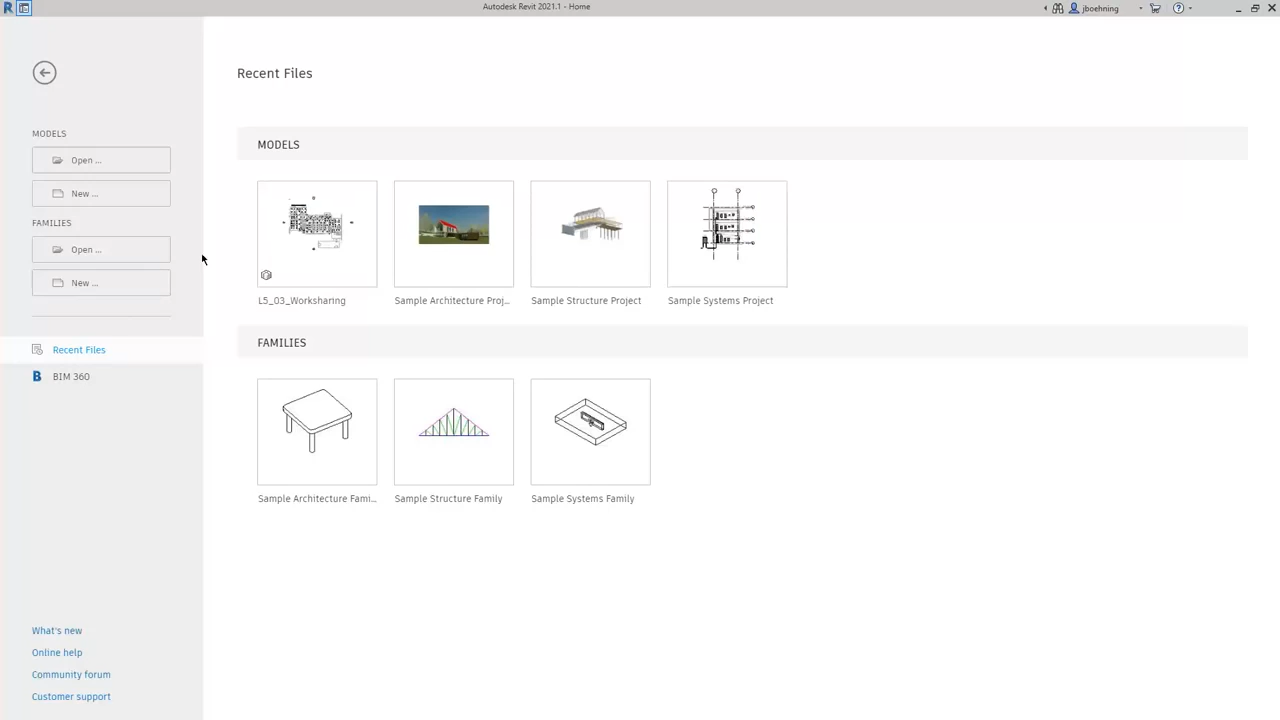 Autodesk Revit 2021.1 - Home
jboehning
MODELS
Open ...
New ...
FAMILIES
Open ...
New ...
Recent Files
BIM 360
What's new
Online help
Community forum
Customer support
Recent Files
MODELS
L5_03_Worksharing
Sample Architecture Proj...
Sample Structure Project
Sample Systems Project
FAMILIES
Sample Architecture Fami...
Sample Structure Family
Sample Systems Family